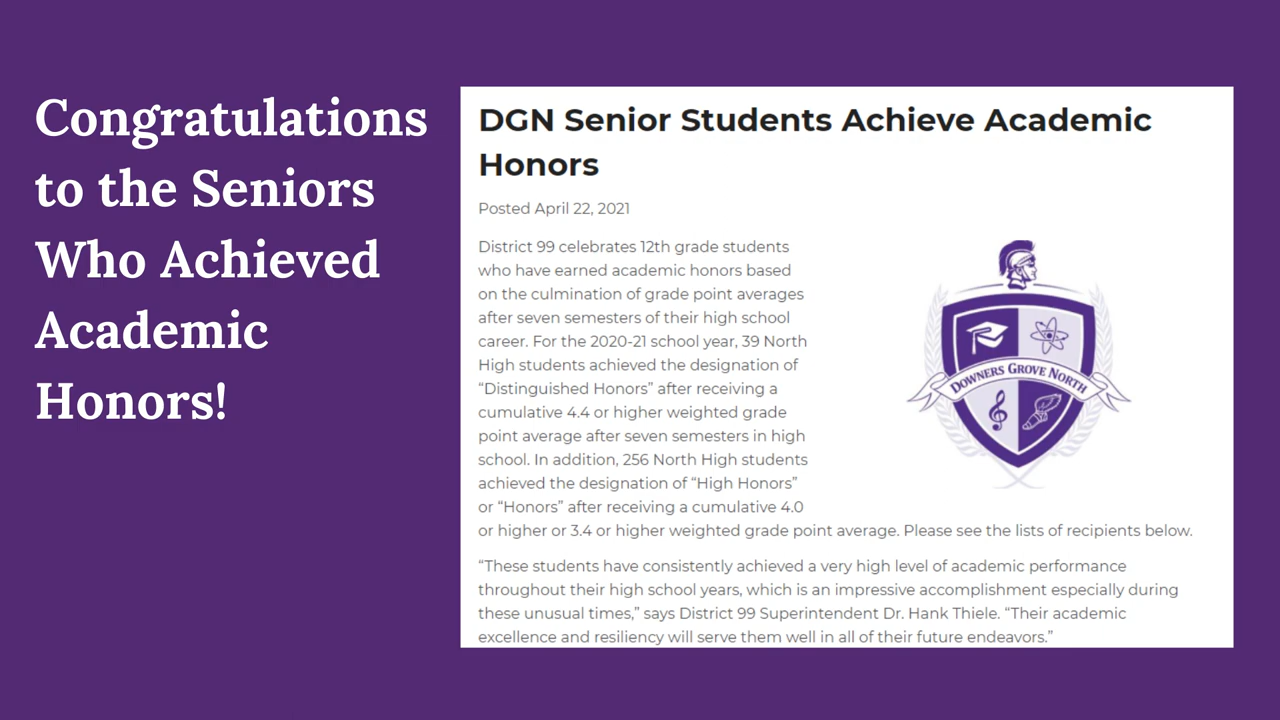 Congratulations
to the Seniors
Who Achieved
Academic
Honors!
DGN Senior Students Achieve Academic
Honors
Posted April 22, 2021
District 99 celebrates 12th grade students
who have earned academic honors based
on the culmination of grade point averages
after seven semesters of their high school
career. For the 2020-21 school year, 39 North
High students achieved the designation of
“Distinguished Honors” after receiving a
cumulative 4.4 or higher weighted grade
point average after seven semesters in high
school. In addition, 256 North High students
achieved the designation of “High Honors”
or “Honors” after receiving a cumulative 4.0
or higher or 3.4 or higher weighted grade point average. Please see the lists of recipients below.
DOWNERS GROVE NORTH
“These students have consistently achieved a very high level of academic performance
throughout their high school years, which is an impressive accomplishment especially during
these unusual times,” says District 99 Superintendent Dr. Hank Thiele. “Their academic
excellence and resiliency will serve them well in all of their future endeavors.”